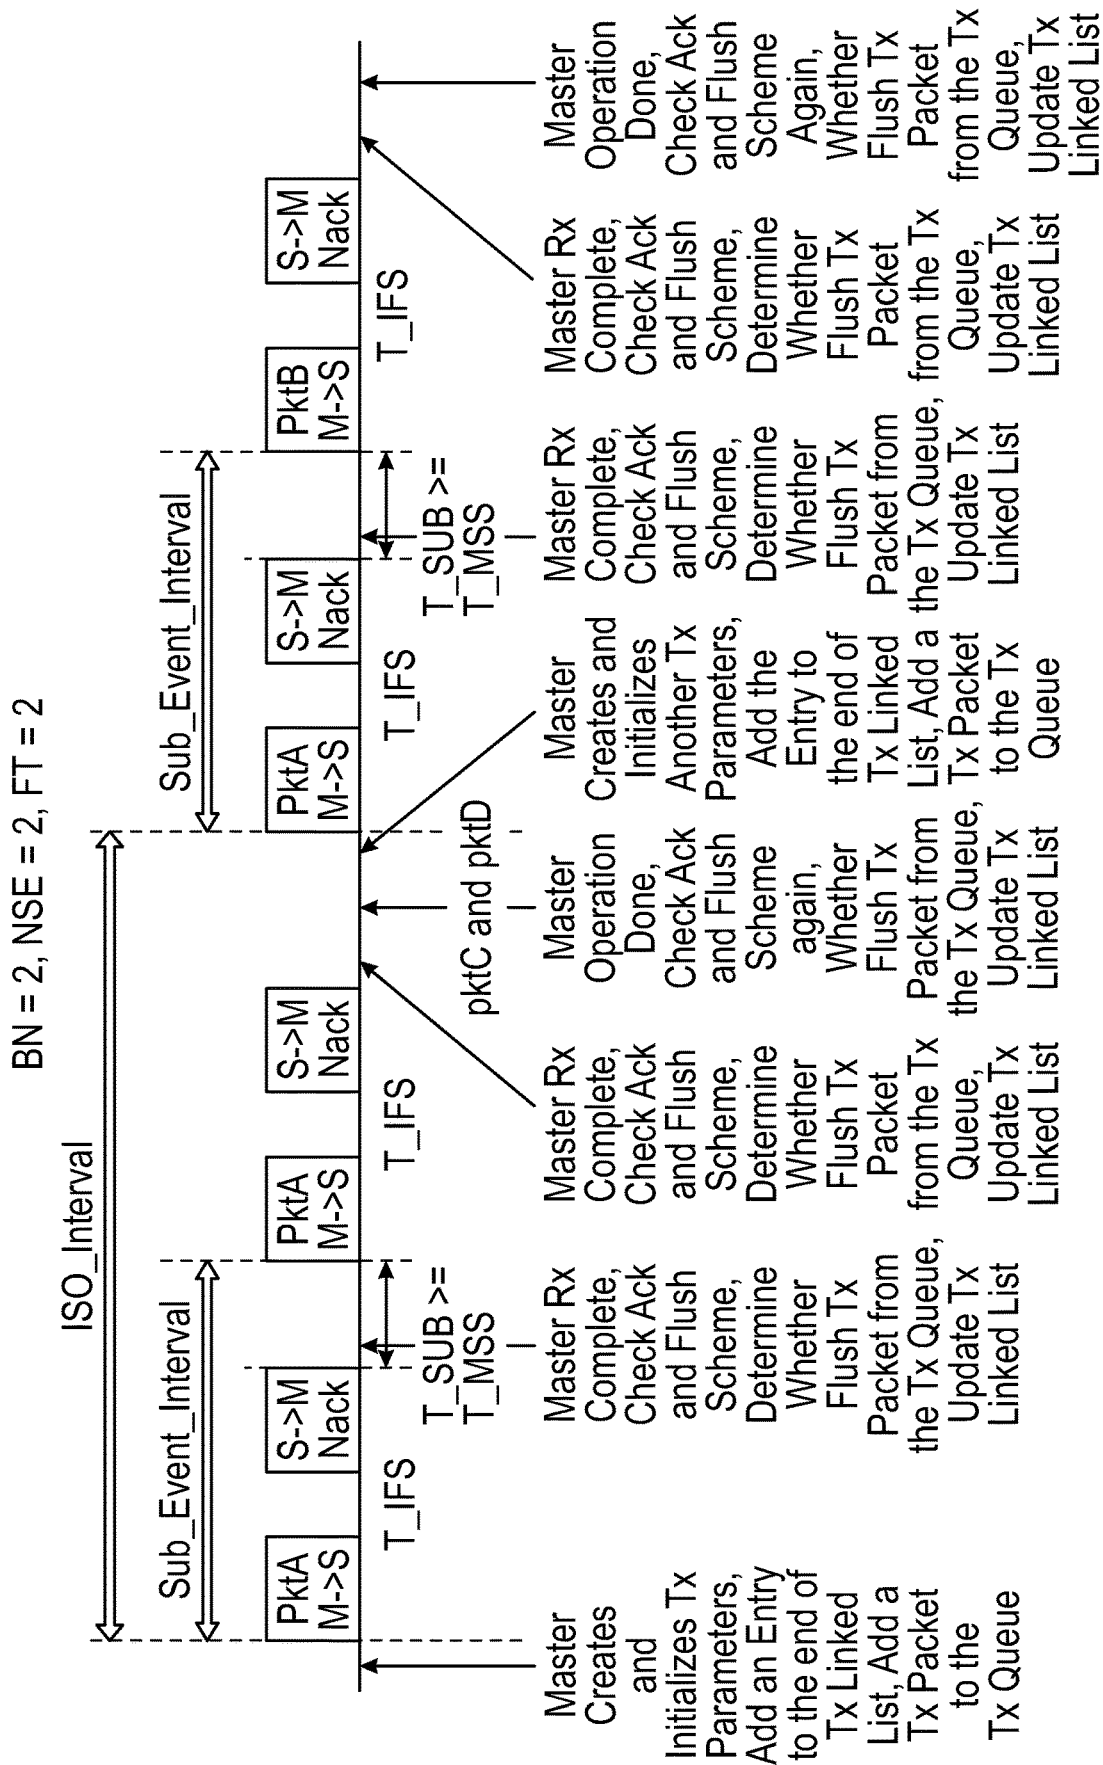 BN = 2, NSE = 2, FT = 2
ISO_Interval
Sub_Event_Interval
Sub_Event_Interval
PktA
M->S
S->M
Nack
PktA
M->S
S->M
Nack
PktA
M->S
S->M
Nack
PktB
M->S
S->M
Nack
T_IFS
T_SUB >=
T_MSS
T_IFS
pktC and pktD
T_IFS
T_SUB >=
T_MSS
T_IFS
Master
Creates
and
Initializes Tx
Parameters,
Add an Entry
to the end of
Tx Linked
List, Add a
Tx Packet
to the
Tx Queue
Master Rx
Complete,
Check Ack
and Flush
Scheme,
Determine
Whether
Flush Tx
Packet from
the Tx Queue,
Update Tx
Linked List
Master Rx
Complete,
Check Ack
and Flush
Scheme,
Determine
Whether
Flush Tx
Packet
from the Tx
Queue,
Update Tx
Linked List
Master
Operation
Done,
Check Ack
and Flush
Scheme
again,
Whether
Flush Tx
Packet from
the Tx Queue,
Update Tx
Linked List
Master
Creates and
Initializes
Another Tx
Parameters,
Add the
Entry to
the end of
Tx Linked
List, Add a
Tx Packet
to the Tx
Queue
Master Rx
Complete,
Check Ack
and Flush
Scheme,
Determine
Whether
Flush Tx
Packet from
the Tx Queue,
Update Tx
Linked List
Master Rx
Complete,
Check Ack
and Flush
Scheme,
Determine
Whether
Flush Tx
Packet
from the Tx
Queue,
Update Tx
Linked List
Master
Operation
Done,
Check Ack
and Flush
Scheme
Again,
Whether
Flush Tx
Packet
from the Tx
Queue,
Update Tx
Linked List